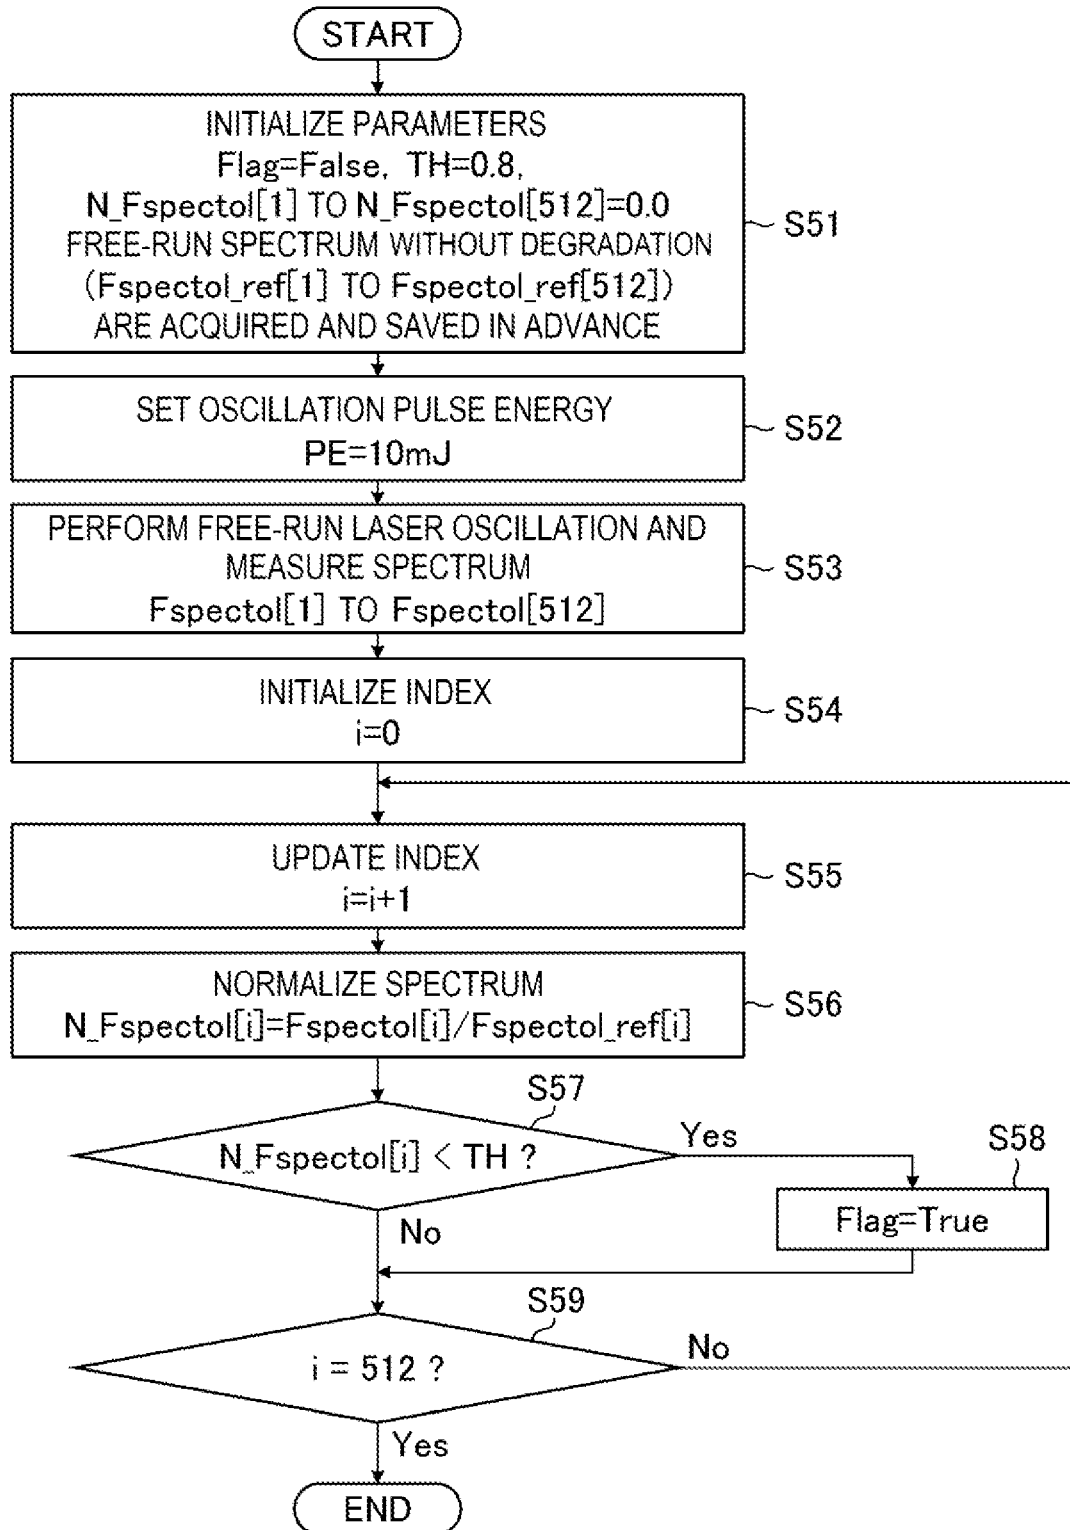 START
INITIALIZE PARAMETERS
Flag=False, TH=0.8,
N_Fspectol[1] TO N_Fspectol[512]=0.0
FREE-RUN SPECTRUM WITHOUT DEGRADATION
(Fspectol_ref[1] TO Fspectol_ref[512])
ARE ACQUIRED AND SAVED IN ADVANCE
S51
SET OSCILLATION PULSE ENERGY
PE=10mJ
S52
PERFORM FREE-RUN LASER OSCILLATION AND
MEASURE SPECTRUM
Fspectol[1] TO Fspectol[512]
S53
INITIALIZE INDEX
i=0
S54
UPDATE INDEX
i=i+1
S55
NORMALIZE SPECTRUM
N_Fspectol[i]=Fspectol[i]/Fspectol_ref[i]
S56
S57
N_Fspectol[i] < TH ?
Yes
S58
Flag=True
No
S59
i = 512 ?
No
Yes
END